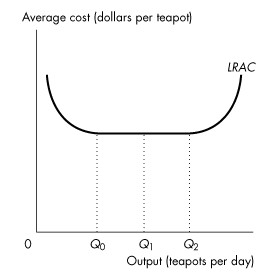 Average cost (dollars per teapot)
LRAC
0 Q0 Q1 Q2
Output (teapots per day)